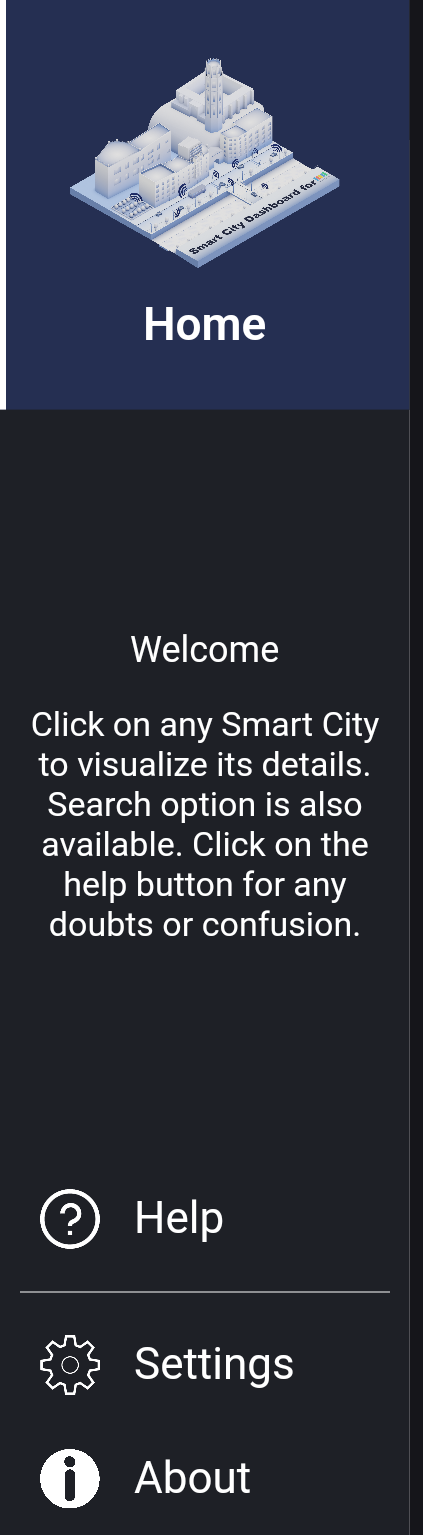 Smart City Dashboard for
Home
Welcome
Click on any Smart City
to visualize its details.
Search option is also
available. Click on the
help button for any
doubts or confusion.
Help
Settings
About